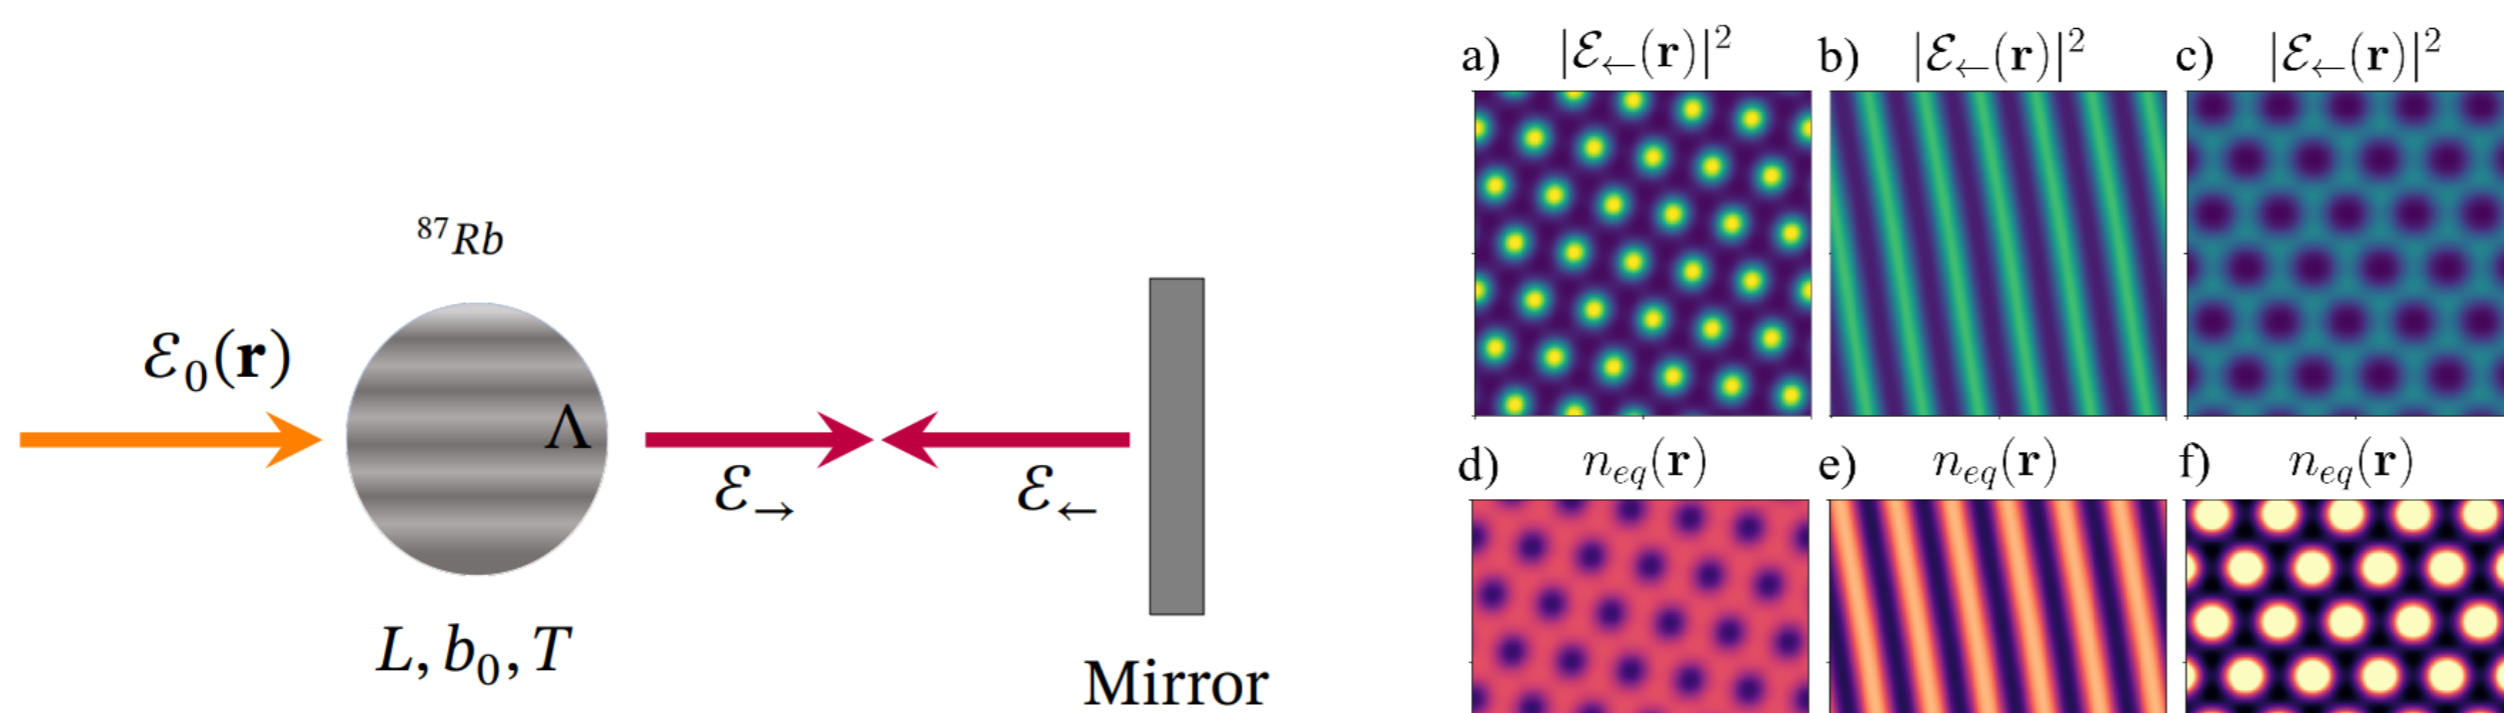 ⁸⁷Rb
ℰ₀(𝐫)
Λ
ℰ→
ℰ←
L, b₀, T
Mirror
a) |ℰ←(𝐫)|²
b) |ℰ←(𝐫)|²
c) |ℰ←(𝐫)|²
d) n_eq(𝐫)
e) n_eq(𝐫)
f) n_eq(𝐫)